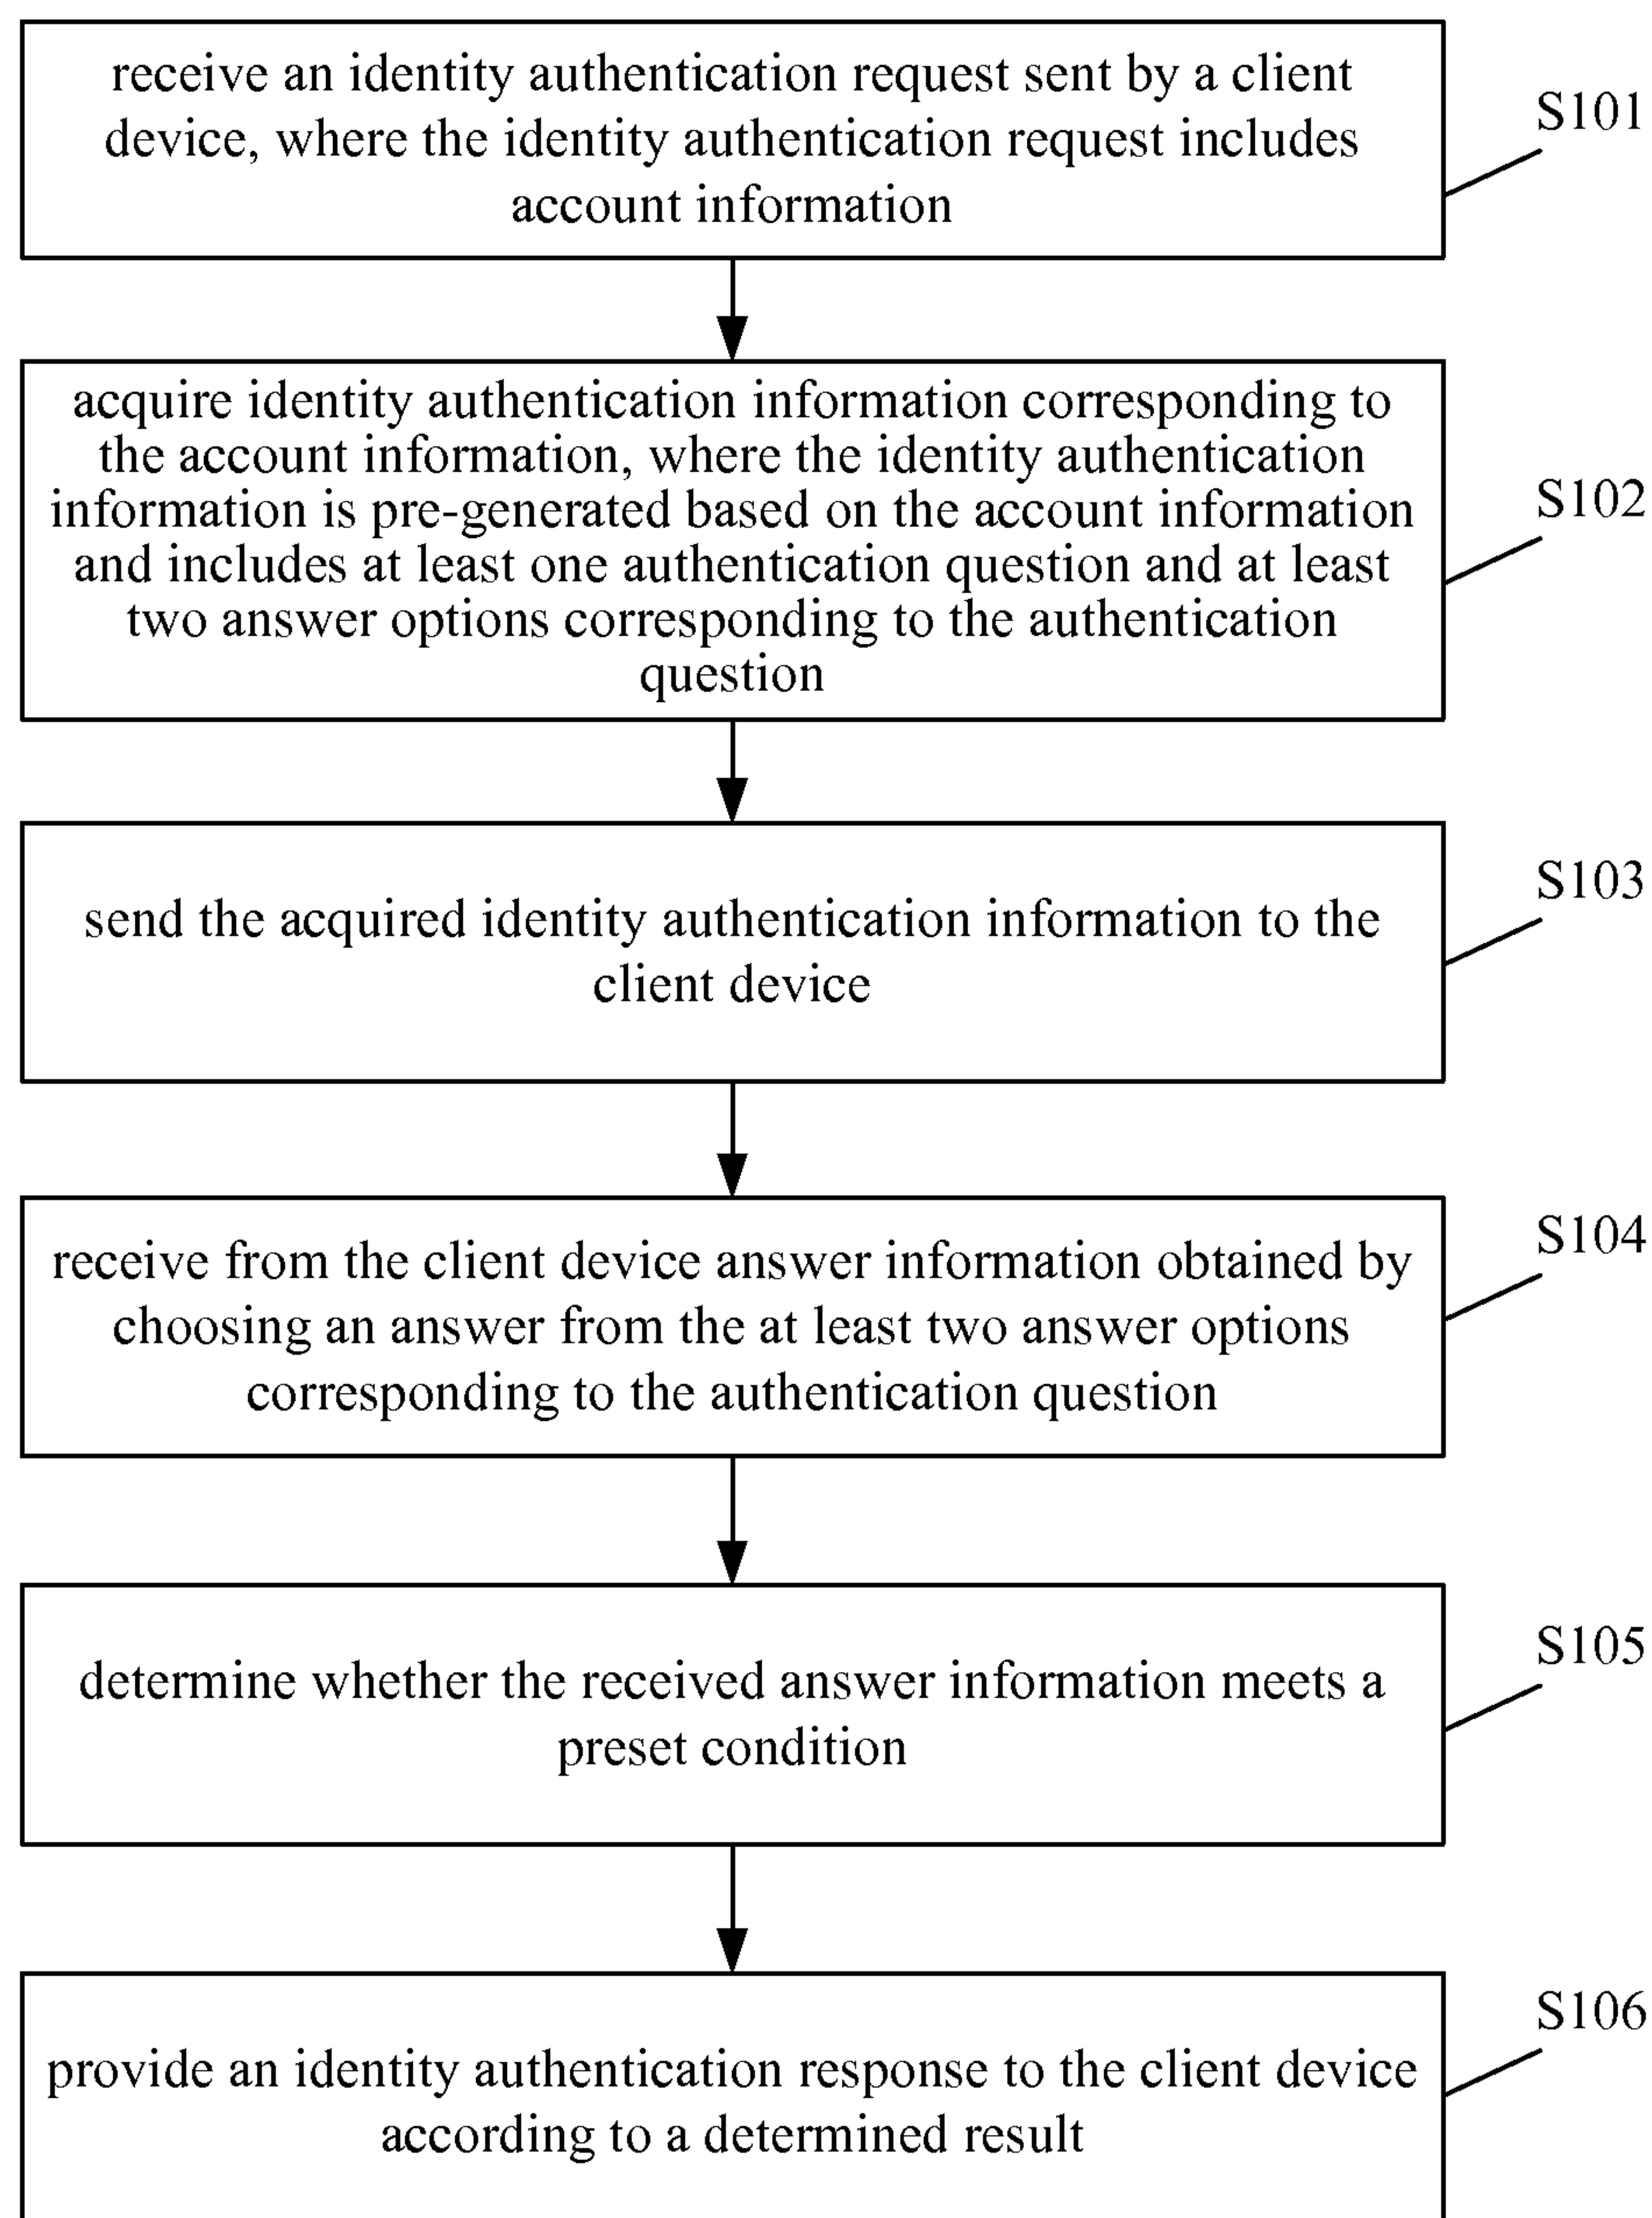 receive an identity authentication request sent by a client
device, where the identity authentication request includes
account information
S101
acquire identity authentication information corresponding to
the account information, where the identity authentication
information is pre-generated based on the account information
and includes at least one authentication question and at least
two answer options corresponding to the authentication
question
S102
send the acquired identity authentication information to the
client device
S103
receive from the client device answer information obtained by
choosing an answer from the at least two answer options
corresponding to the authentication question
S104
determine whether the received answer information meets a
preset condition
S105
provide an identity authentication response to the client device
according to a determined result
S106